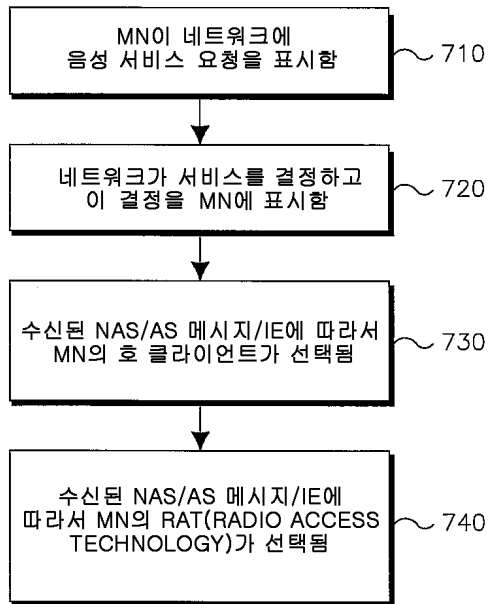 MN이 네트워크에
음성 서비스 요청을 표시함
710
네트워크가 서비스를 결정하고
이 결정을 MN에 표시함
720
수신된 NAS/AS 메시지/IE에 따라서
MN의 호 클라이언트가 선택됨
730
수신된 NAS/AS 메시지/IE에
따라서 MN의 RAT(RADIO ACCESS
TECHNOLOGY)가 선택됨
740